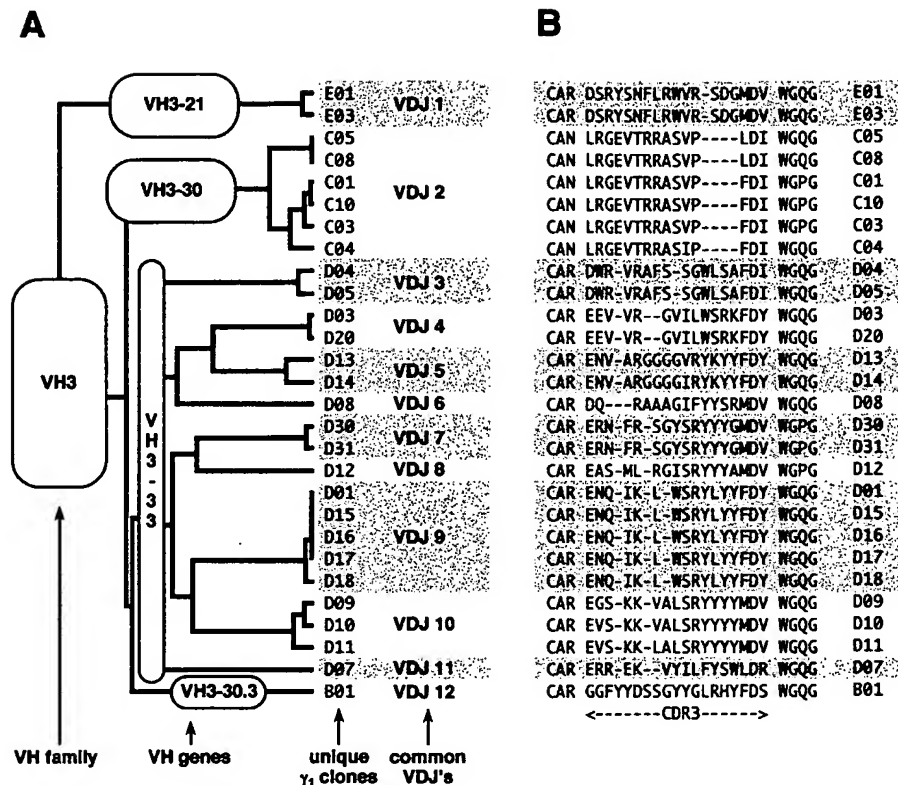 A
B
VH3-21
VH3-30
VH3
VH3-33
VH3-30.3
E01
E03
VDJ 1
C05
C08
C01
C10
C03
C04
VDJ 2
D04
D05
VDJ 3
D03
D20
VDJ 4
D13
D14
VDJ 5
D08
VDJ 6
D30
D31
VDJ 7
D12
VDJ 8
D01
D15
D16
D17
D18
VDJ 9
D09
D10
D11
VDJ 10
D07
VDJ 11
B01
VDJ 12
VH family
VH genes
unique
γ1 clones
common
VDJ's
CAR DSRYSNFLRWVR-SDGMDV WGQG E01
CAR DSRYSNFLRWVR-SDGMDV WGQG E03
CAN LRGEVTRRASVP----LDI WGQG C05
CAN LRGEVTRRASVP----LDI WGQG C08
CAN LRGEVTRRASVP----FDI WGPG C01
CAN LRGEVTRRASVP----FDI WGPG C10
CAN LRGEVTRRASVP----FDI WGPG C03
CAN LRGEVTRRASIP----FDI WGQG C04
CAR DWR-VRAFS-SGWLSAFDI WGQG D04
CAR DWR-VRAFS-SGWLSAFDI WGQG D05
CAR EEV-VR--GVILWSRKFDY WGQG D03
CAR EEV-VR--GVILWSRKFDY WGQG D20
CAR ENV-ARGGGGVRYKYYFDY WGQG D13
CAR ENV-ARGGGGIRYKYYFDY WGQG D14
CAR DQ---RAAAGIFYYSRMDV WGQG D08
CAR ERN-FR-SGYSRYYYGMDV WGPG D30
CAR ERN-FR-SGYSRYYYGMDV WGPG D31
CAR EAS-ML-RGISRYYYAMDV WGPG D12
CAR ENQ-IK-L-WSRYLYYFDY WGQG D01
CAR ENQ-IK-L-WSRYLYYFDY WGQG D15
CAR ENQ-IK-L-WSRYLYYFDY WGQG D16
CAR ENQ-IK-L-WSRYLYYFDY WGQG D17
CAR ENQ-IK-L-WSRYLYYFDY WGQG D18
CAR EGS-KK-VALSRYYYYMDV WGQG D09
CAR EVS-KK-VALSRYYYYMDV WGQG D10
CAR EVS-KK-LALSRYYYYMDV WGQG D11
CAR ERR-EK--VYILFYSWLDR WGQG D07
CAR GGFYYDSSGYYGLRHYFDS WGQG B01
<------CDR3------>